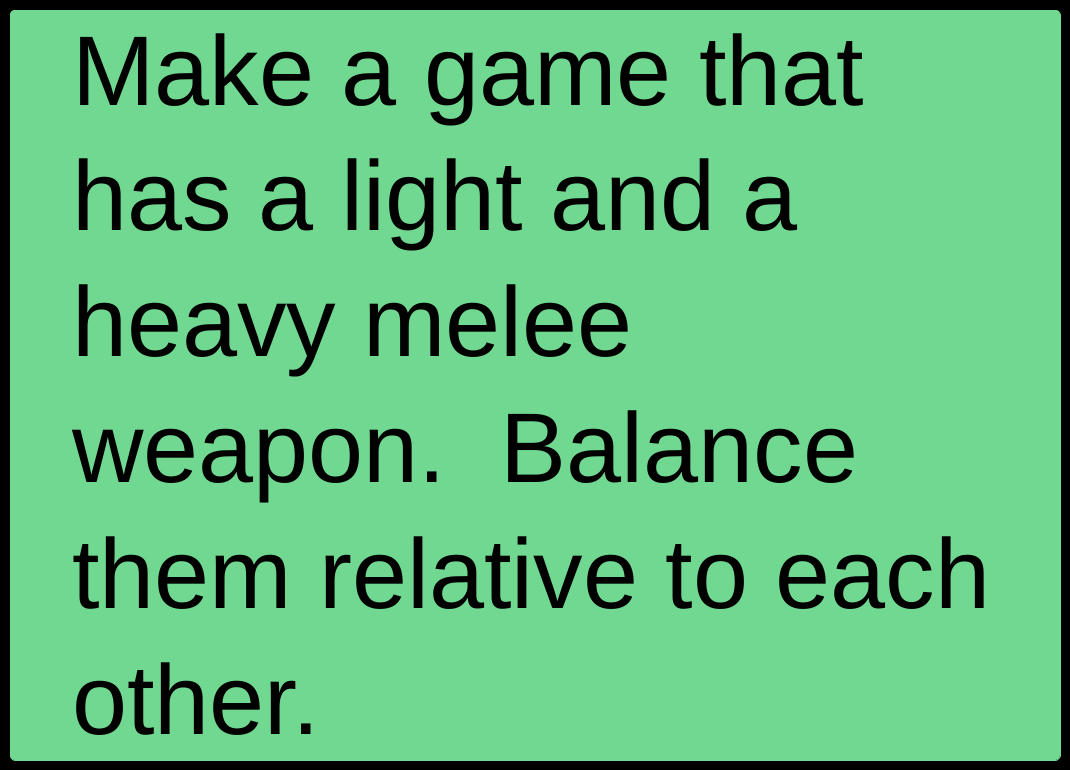 Make a game that
has a light and a
heavy melee
weapon.  Balance
them relative to each
other.